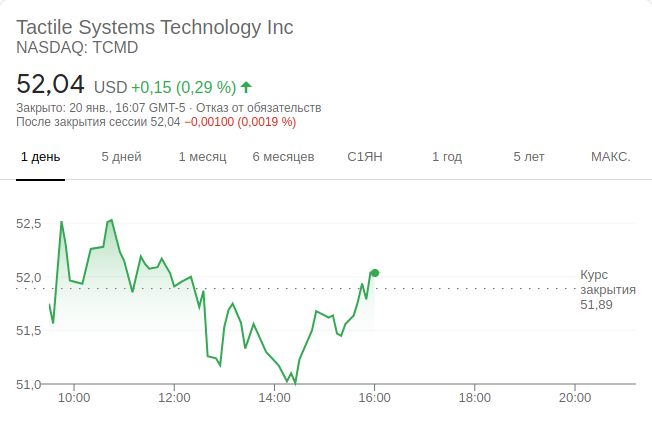 Tactile Systems Technology Inc
NASDAQ: TCMD
52,04 USD +0,15 (0,29 %)
Закрыто: 20 янв., 16:07 GMT-5 · Отказ от обязательств
После закрытия сессии 52,04 −0,00100 (0,0019 %)
1 день 5 дней 1 месяц 6 месяцев С1ЯН 1 год 5 лет МАКС.
52,5
52,0
51,5
51,0
Курс
закрытия
51,89
10:00 12:00 14:00 16:00 18:00 20:00